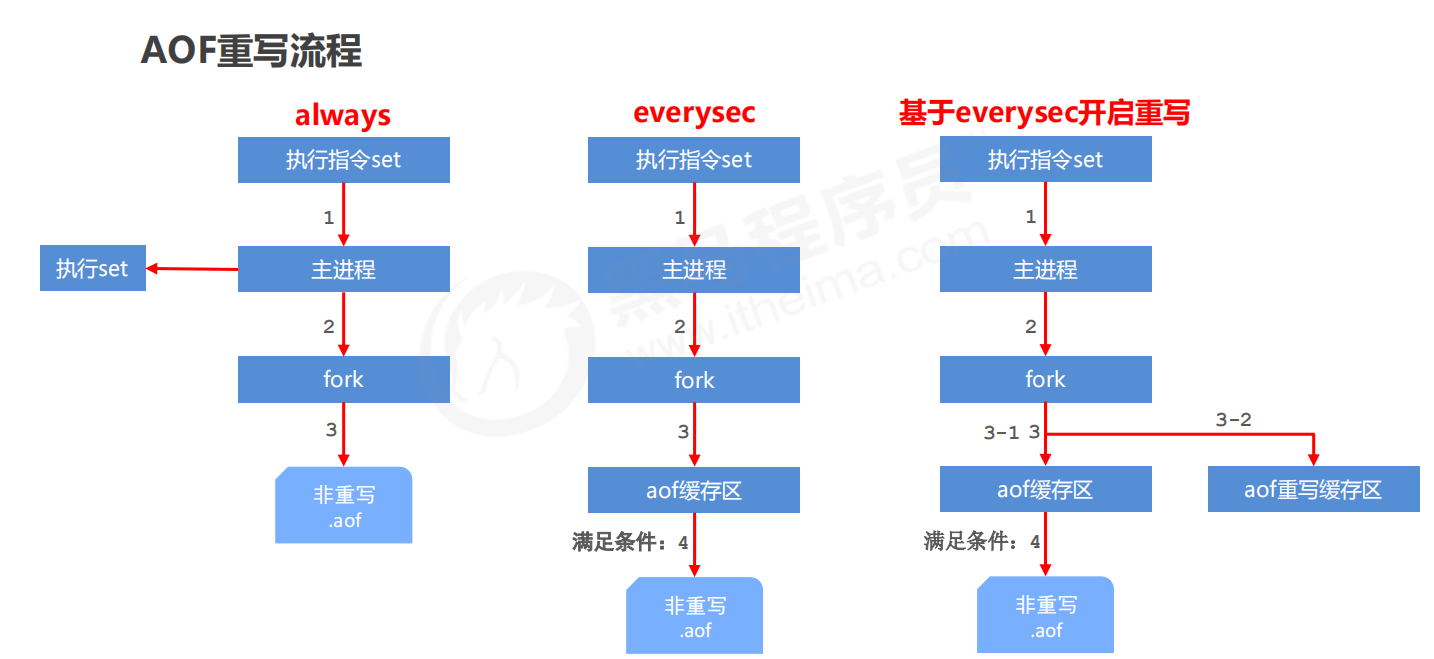 AOF重写流程
always
执行指令set
1
执行set
主进程
2
fork
3
非重写
.aof
everysec
执行指令set
1
主进程
2
fork
3
aof缓存区
满足条件：4
非重写
.aof
基于everysec开启重写
执行指令set
1
主进程
2
fork
3-1 3
3-2
aof缓存区
aof重写缓存区
满足条件：4
非重写
.aof
黑马程序员
www.itheima.com